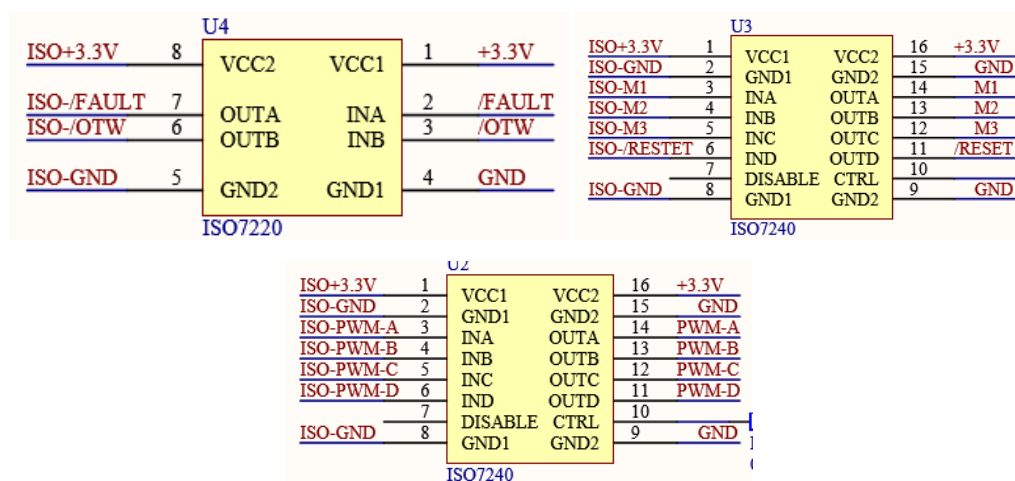 U4
ISO+3.3V 8 VCC2 VCC1 1 +3.3V
ISO-/FAULT 7 OUTA INA 2 /FAULT
ISO-/OTW 6 OUTB INB 3 /OTW
ISO-GND 5 GND2 GND1 4 GND
ISO7220
U3
ISO+3.3V 1 VCC1 VCC2 16 +3.3V
ISO-GND 2 GND1 GND2 15 GND
ISO-M1 3 INA OUTA 14 M1
ISO-M2 4 INB OUTB 13 M2
ISO-M3 5 INC OUTC 12 M3
ISO-/RESTET 6 IND OUTD 11 /RESET
7 DISABLE CTRL 10
ISO-GND 8 GND1 GND2 9 GND
ISO7240
U2
ISO+3.3V 1 VCC1 VCC2 16 +3.3V
ISO-GND 2 GND1 GND2 15 GND
ISO-PWM-A 3 INA OUTA 14 PWM-A
ISO-PWM-B 4 INB OUTB 13 PWM-B
ISO-PWM-C 5 INC OUTC 12 PWM-C
ISO-PWM-D 6 IND OUTD 11 PWM-D
7 DISABLE CTRL 10
ISO-GND 8 GND1 GND2 9 GND
ISO7240